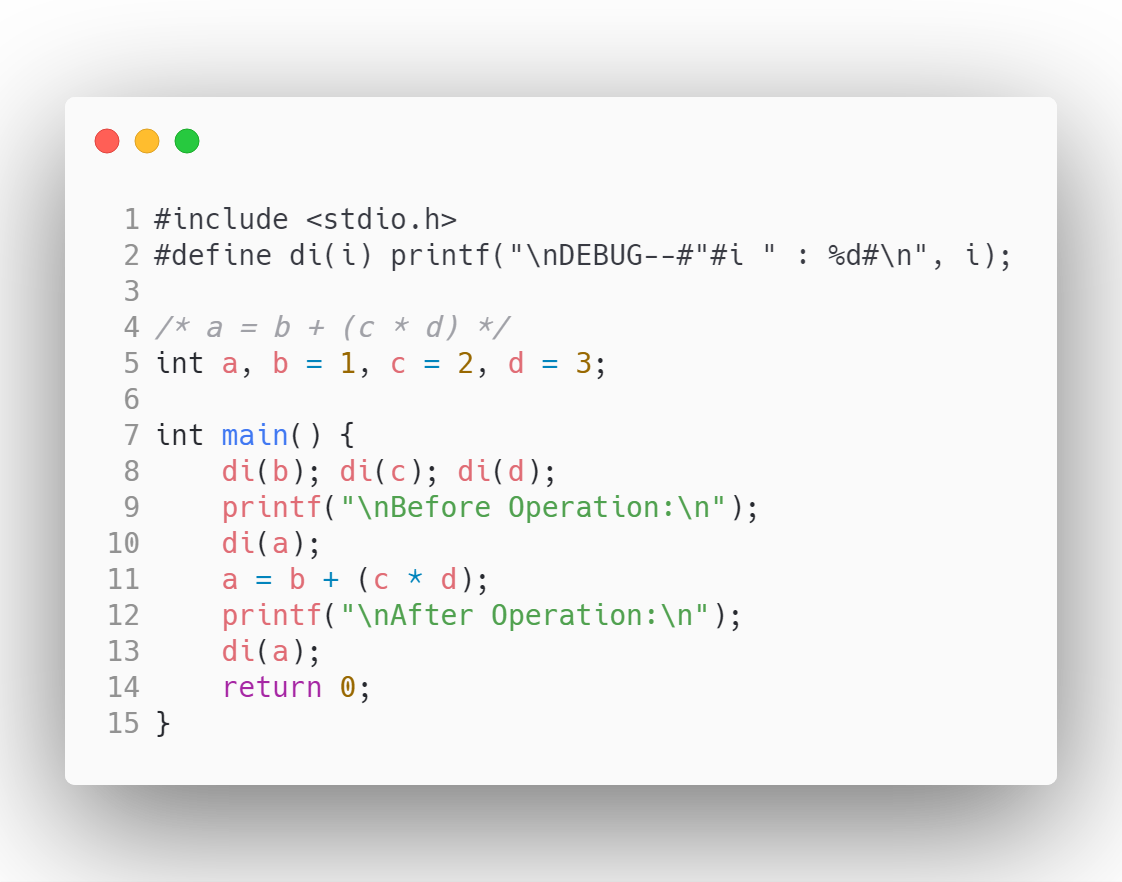 1 #include <stdio.h>
2 #define di(i) printf("\nDEBUG--#"#i " : %d#\n", i);
3
4 /* a = b + (c * d) */
5 int a, b = 1, c = 2, d = 3;
6
7 int main() {
8     di(b); di(c); di(d);
9     printf("\nBefore Operation:\n");
10     di(a);
11     a = b + (c * d);
12     printf("\nAfter Operation:\n");
13     di(a);
14     return 0;
15 }